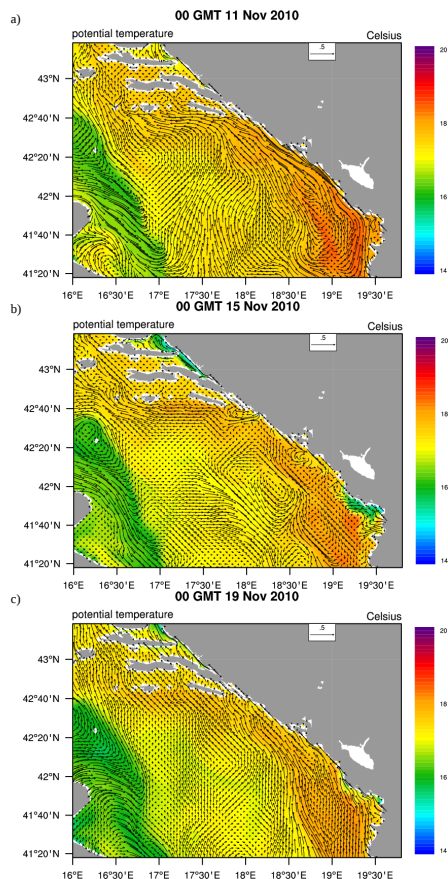 a)
00 GMT 11 Nov 2010
potential temperature Celsius
.5
20
43°N
42°40'N
18
42°20'N
42°N
16
41°40'N
41°20'N
14
16°E 16°30'E 17°E 17°30'E 18°E 18°30'E 19°E 19°30'E
b)
00 GMT 15 Nov 2010
potential temperature Celsius
.5
20
43°N
42°40'N
18
42°20'N
42°N
16
41°40'N
41°20'N
14
16°E 16°30'E 17°E 17°30'E 18°E 18°30'E 19°E 19°30'E
c)
00 GMT 19 Nov 2010
potential temperature Celsius
.5
20
43°N
42°40'N
18
42°20'N
42°N
16
41°40'N
41°20'N
14
16°E 16°30'E 17°E 17°30'E 18°E 18°30'E 19°E 19°30'E